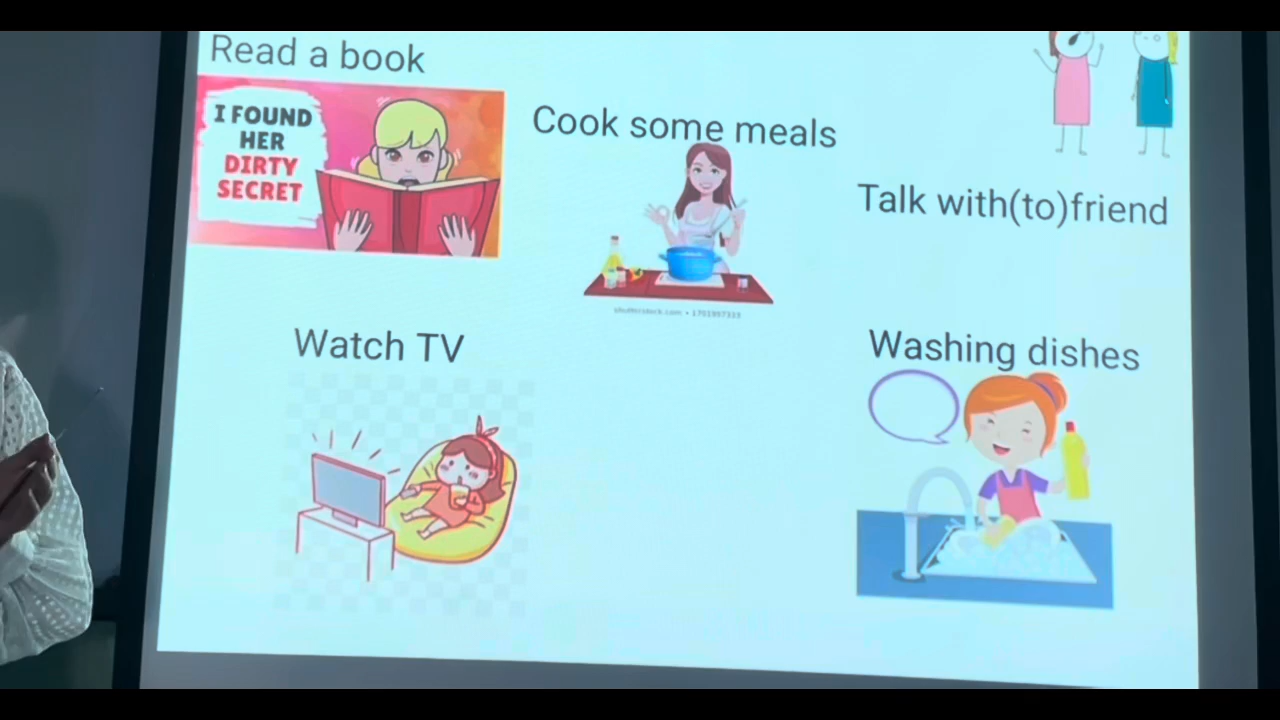 Read a book
I FOUND
HER
DIRTY
SECRET
Cook some meals
shutterstock.com • 1701997333
Talk with(to)friend
Watch TV
Washing dishes